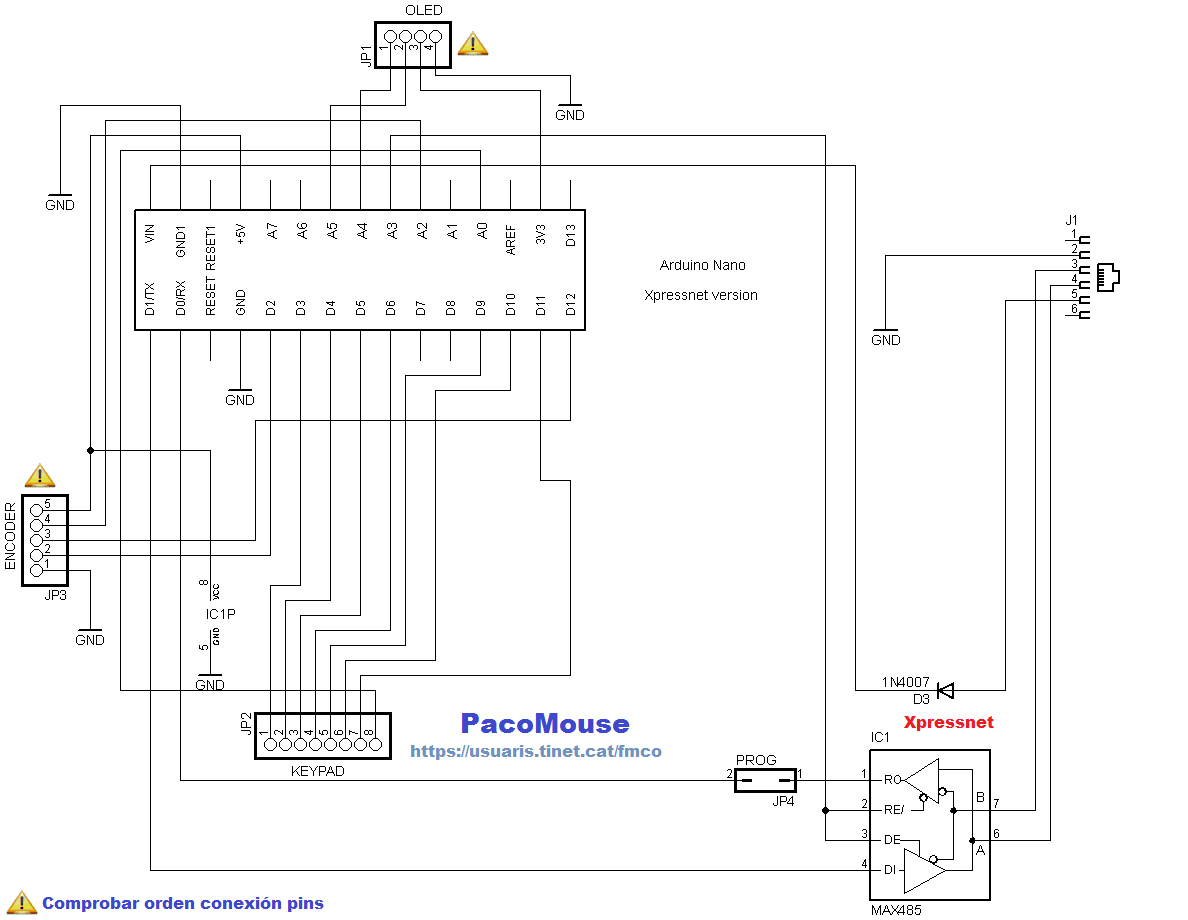 OLED
JP1
1 2 3 4
GND
GND
VIN GND1 RESET1 +5V A7 A6 A5 A4 A3 A2 A1 A0 AREF 3V3 D13
D1/TX D0/RX RESET GND D2 D3 D4 D5 D6 D7 D8 D9 D10 D11 D12
Arduino Nano
Xpressnet version
J1
1
2
3
4
5
6
GND
GND
ENCODER
5
4
3
2
1
JP3
GND
8
VCC
IC1P
GND
5
GND
JP2
1 2 3 4 5 6 7 8
KEYPAD
PacoMouse
https://usuaris.tinet.cat/fmco
1N4007
D3
Xpressnet
IC1
PROG
2 1
JP4
1 RO
2 RE/
3 DE
4 DI
B 7
6
A
MAX485
Comprobar orden conexión pins